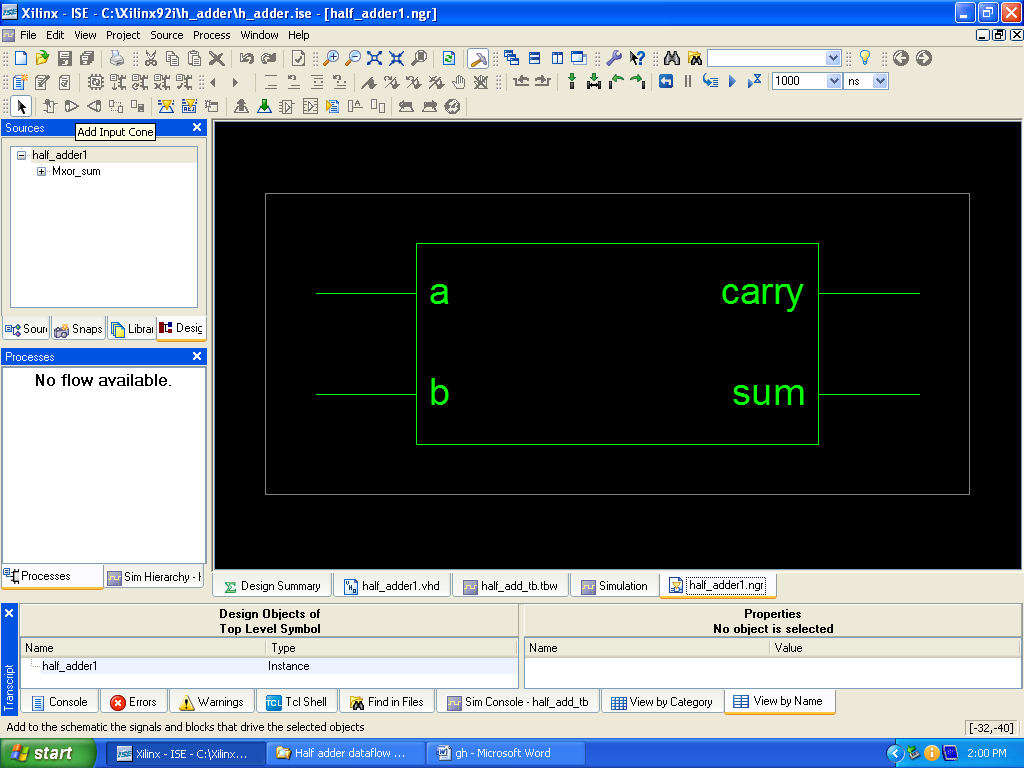 Xilinx - ISE - C:\Xilinx92i\h_adder\h_adder.ise - [half_adder1.ngr]
File Edit View Project Source Process Window Help
1000 ns
Sources
Add Input Cone
half_adder1
Mxor_sum
Sour Snaps Librai Desig
Processes
No flow available.
Processes Sim Hierarchy - H
a carry
b sum
Design Summary half_adder1.vhd half_add_tb.tbw Simulation half_adder1.ngr
Transcript
Design Objects of
Top Level Symbol
Name Type
half_adder1 Instance
Properties
No object is selected
Name Value
Console Errors Warnings Tcl Shell Find in Files Sim Console - half_add_tb View by Category View by Name
Add to the schematic the signals and blocks that drive the selected objects [-32,-40]
start Xilinx - ISE - C:\Xilinx... Half adder dataflow ... gh - Microsoft Word 2:00 PM